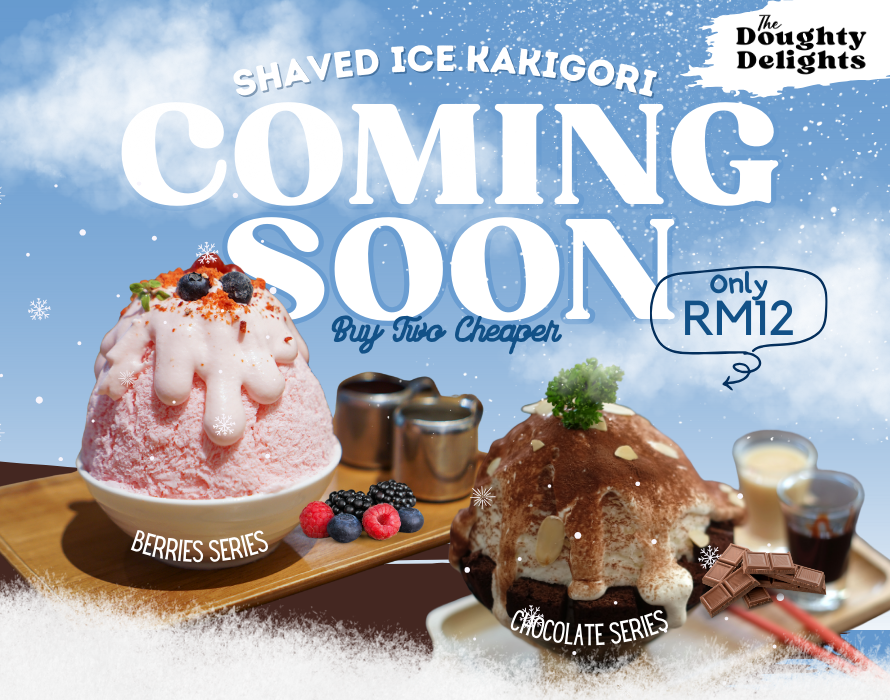 The
Doughty
Delights
SHAVED ICE KAKIGORI
COMING
SOON
Buy Two Cheaper
Only
RM12
BERRIES SERIES
CHOCOLATE SERIES